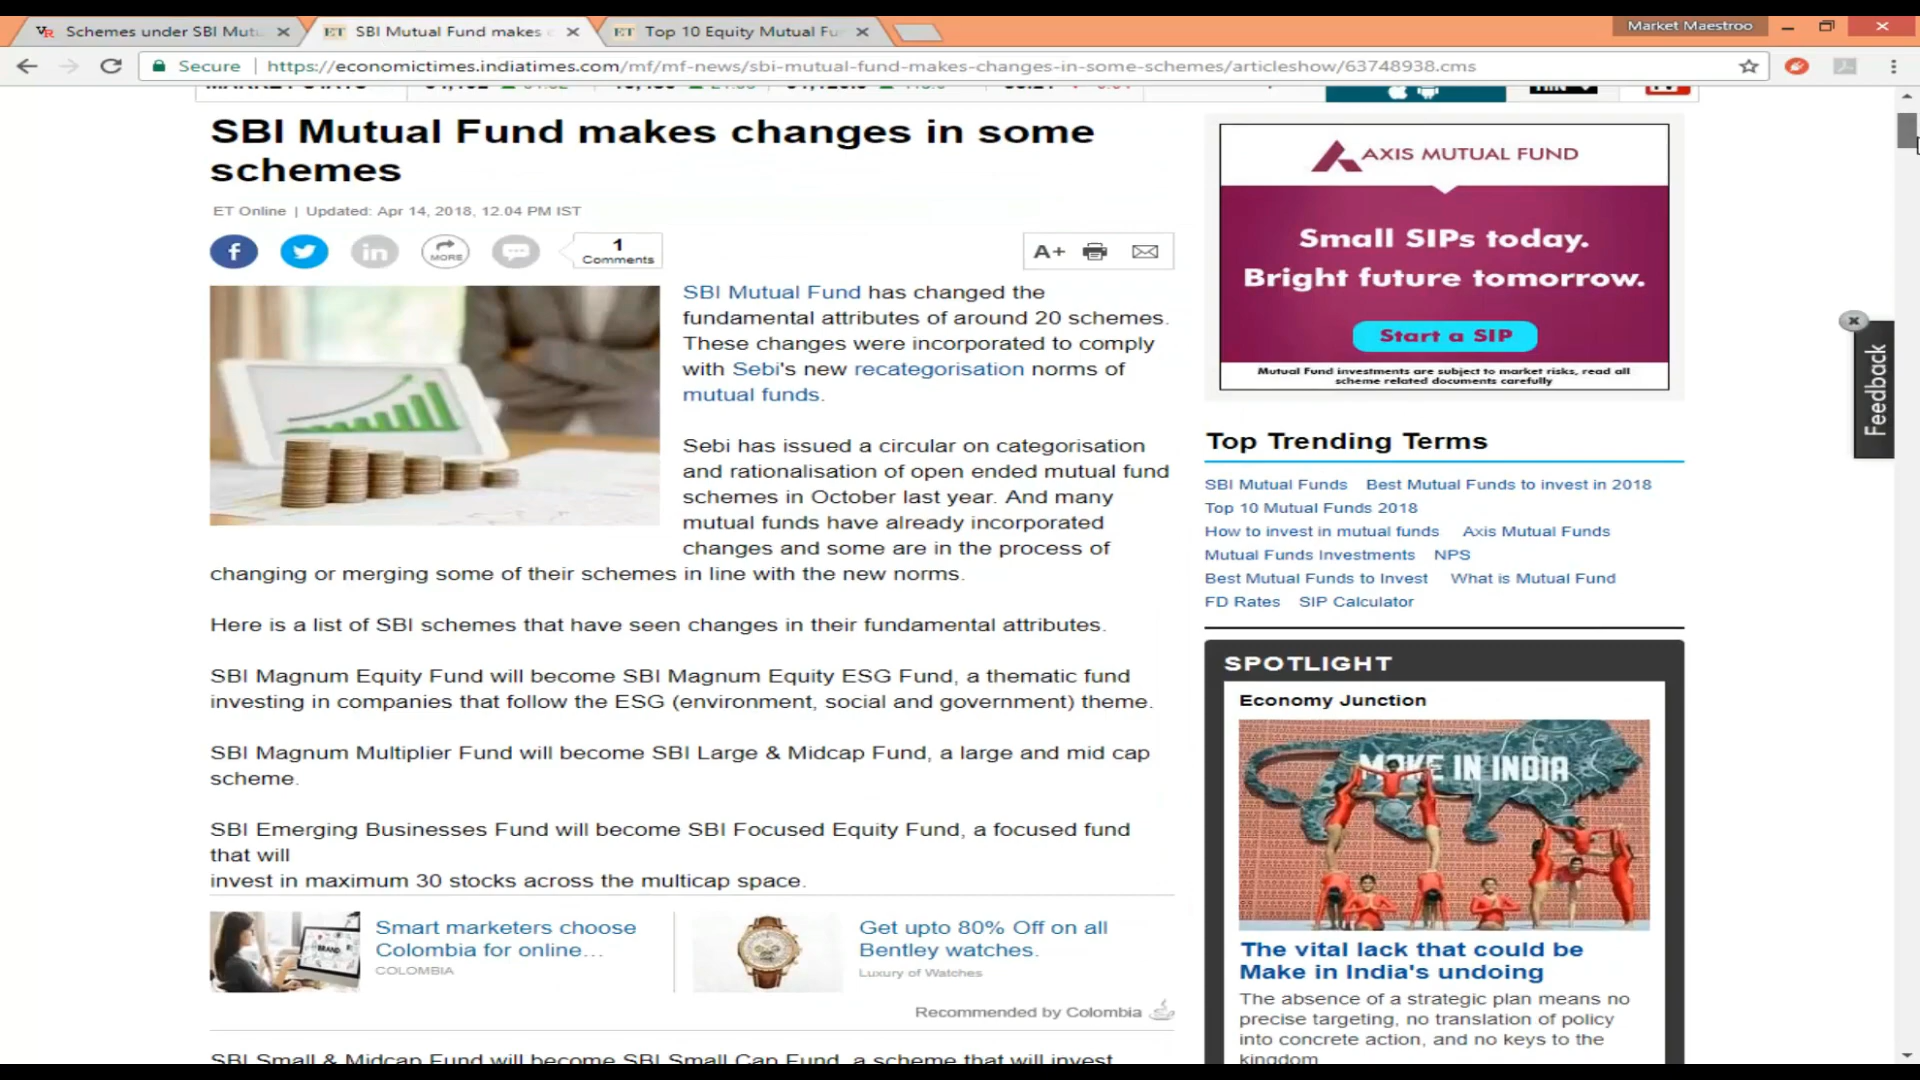 Schemes under SBI Mutu
SBI Mutual Fund makes c
Top 10 Equity Mutual Fu
Market Maestroo
Secure
https://economictimes.indiatimes.com/mf/mf-news/sbi-mutual-fund-makes-changes-in-some-schemes/articleshow/63748938.cms
SBI Mutual Fund makes changes in some
schemes
ET Online | Updated: Apr 14, 2018, 12.04 PM IST
MORE
1
Comments
A+
SBI Mutual Fund has changed the
fundamental attributes of around 20 schemes.
These changes were incorporated to comply
with Sebi's new recategorisation norms of
mutual funds.
Sebi has issued a circular on categorisation
and rationalisation of open ended mutual fund
schemes in October last year. And many
mutual funds have already incorporated
changes and some are in the process of
changing or merging some of their schemes in line with the new norms.
Here is a list of SBI schemes that have seen changes in their fundamental attributes.
SBI Magnum Equity Fund will become SBI Magnum Equity ESG Fund, a thematic fund
investing in companies that follow the ESG (environment, social and government) theme.
SBI Magnum Multiplier Fund will become SBI Large & Midcap Fund, a large and mid cap
scheme.
SBI Emerging Businesses Fund will become SBI Focused Equity Fund, a focused fund
that will
invest in maximum 30 stocks across the multicap space.
BRAND
Smart marketers choose
Colombia for online...
COLOMBIA
Get upto 80% Off on all
Bentley watches.
Luxury of Watches
Recommended by Colombia
SBI Small & Midcap Fund will become SBI Small Cap Fund, a scheme that will invest
AXIS MUTUAL FUND
Small SIPs today.
Bright future tomorrow.
Start a SIP
Mutual Fund investments are subject to market risks, read all
scheme related documents carefully
Feedback
Top Trending Terms
SBI Mutual Funds Best Mutual Funds to invest in 2018
Top 10 Mutual Funds 2018
How to invest in mutual funds Axis Mutual Funds
Mutual Funds Investments NPS
Best Mutual Funds to Invest What is Mutual Fund
FD Rates SIP Calculator
SPOTLIGHT
Economy Junction
MAKE IN INDIA
The vital lack that could be
Make in India's undoing
The absence of a strategic plan means no
precise targeting, no translation of policy
into concrete action, and no keys to the
kingdom